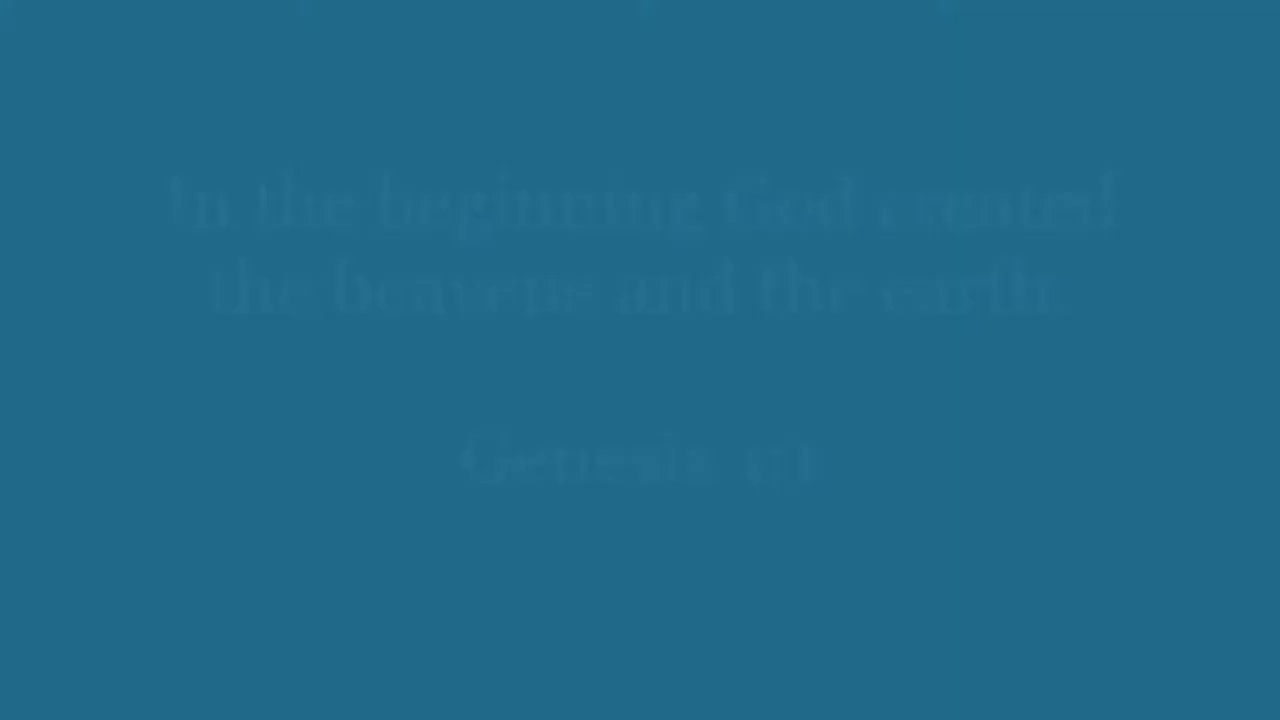 In the beginning God created
the heavens and the earth.
Genesis 1:1